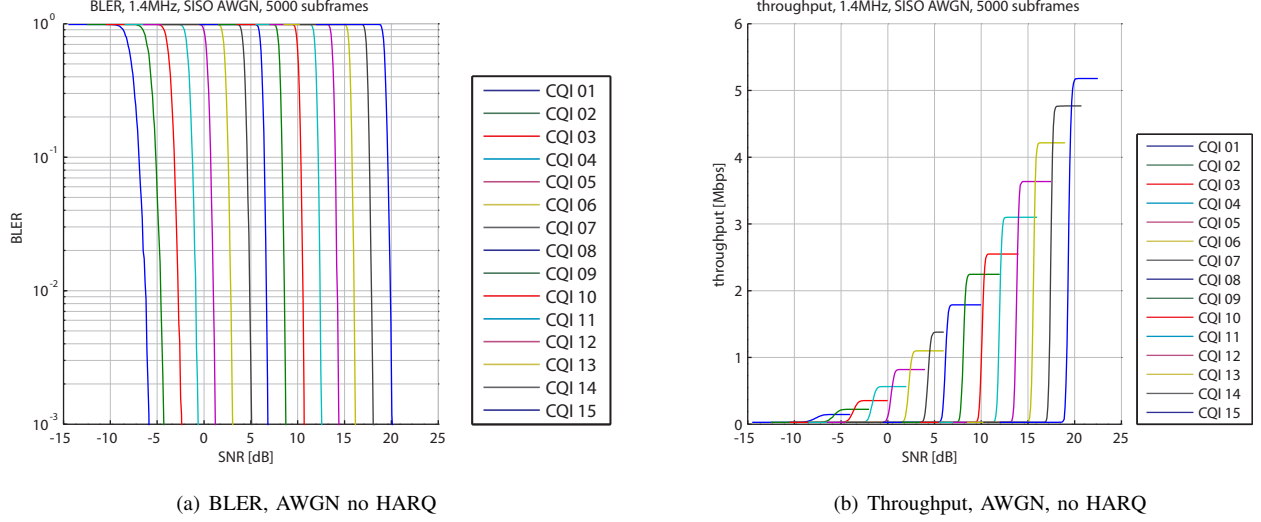 BLER, 1.4MHz, SISO AWGN, 5000 subframes
10^0
10^-1
10^-2
10^-3
BLER
-15 -10 -5 0 5 10 15 20 25
SNR [dB]
CQI 01
CQI 02
CQI 03
CQI 04
CQI 05
CQI 06
CQI 07
CQI 08
CQI 09
CQI 10
CQI 11
CQI 12
CQI 13
CQI 14
CQI 15
(a) BLER, AWGN no HARQ
throughput, 1.4MHz, SISO AWGN, 5000 subframes
6
5
4
3
2
1
0
throughput [Mbps]
-15 -10 -5 0 5 10 15 20 25
SNR [dB]
CQI 01
CQI 02
CQI 03
CQI 04
CQI 05
CQI 06
CQI 07
CQI 08
CQI 09
CQI 10
CQI 11
CQI 12
CQI 13
CQI 14
CQI 15
(b) Throughput, AWGN, no HARQ